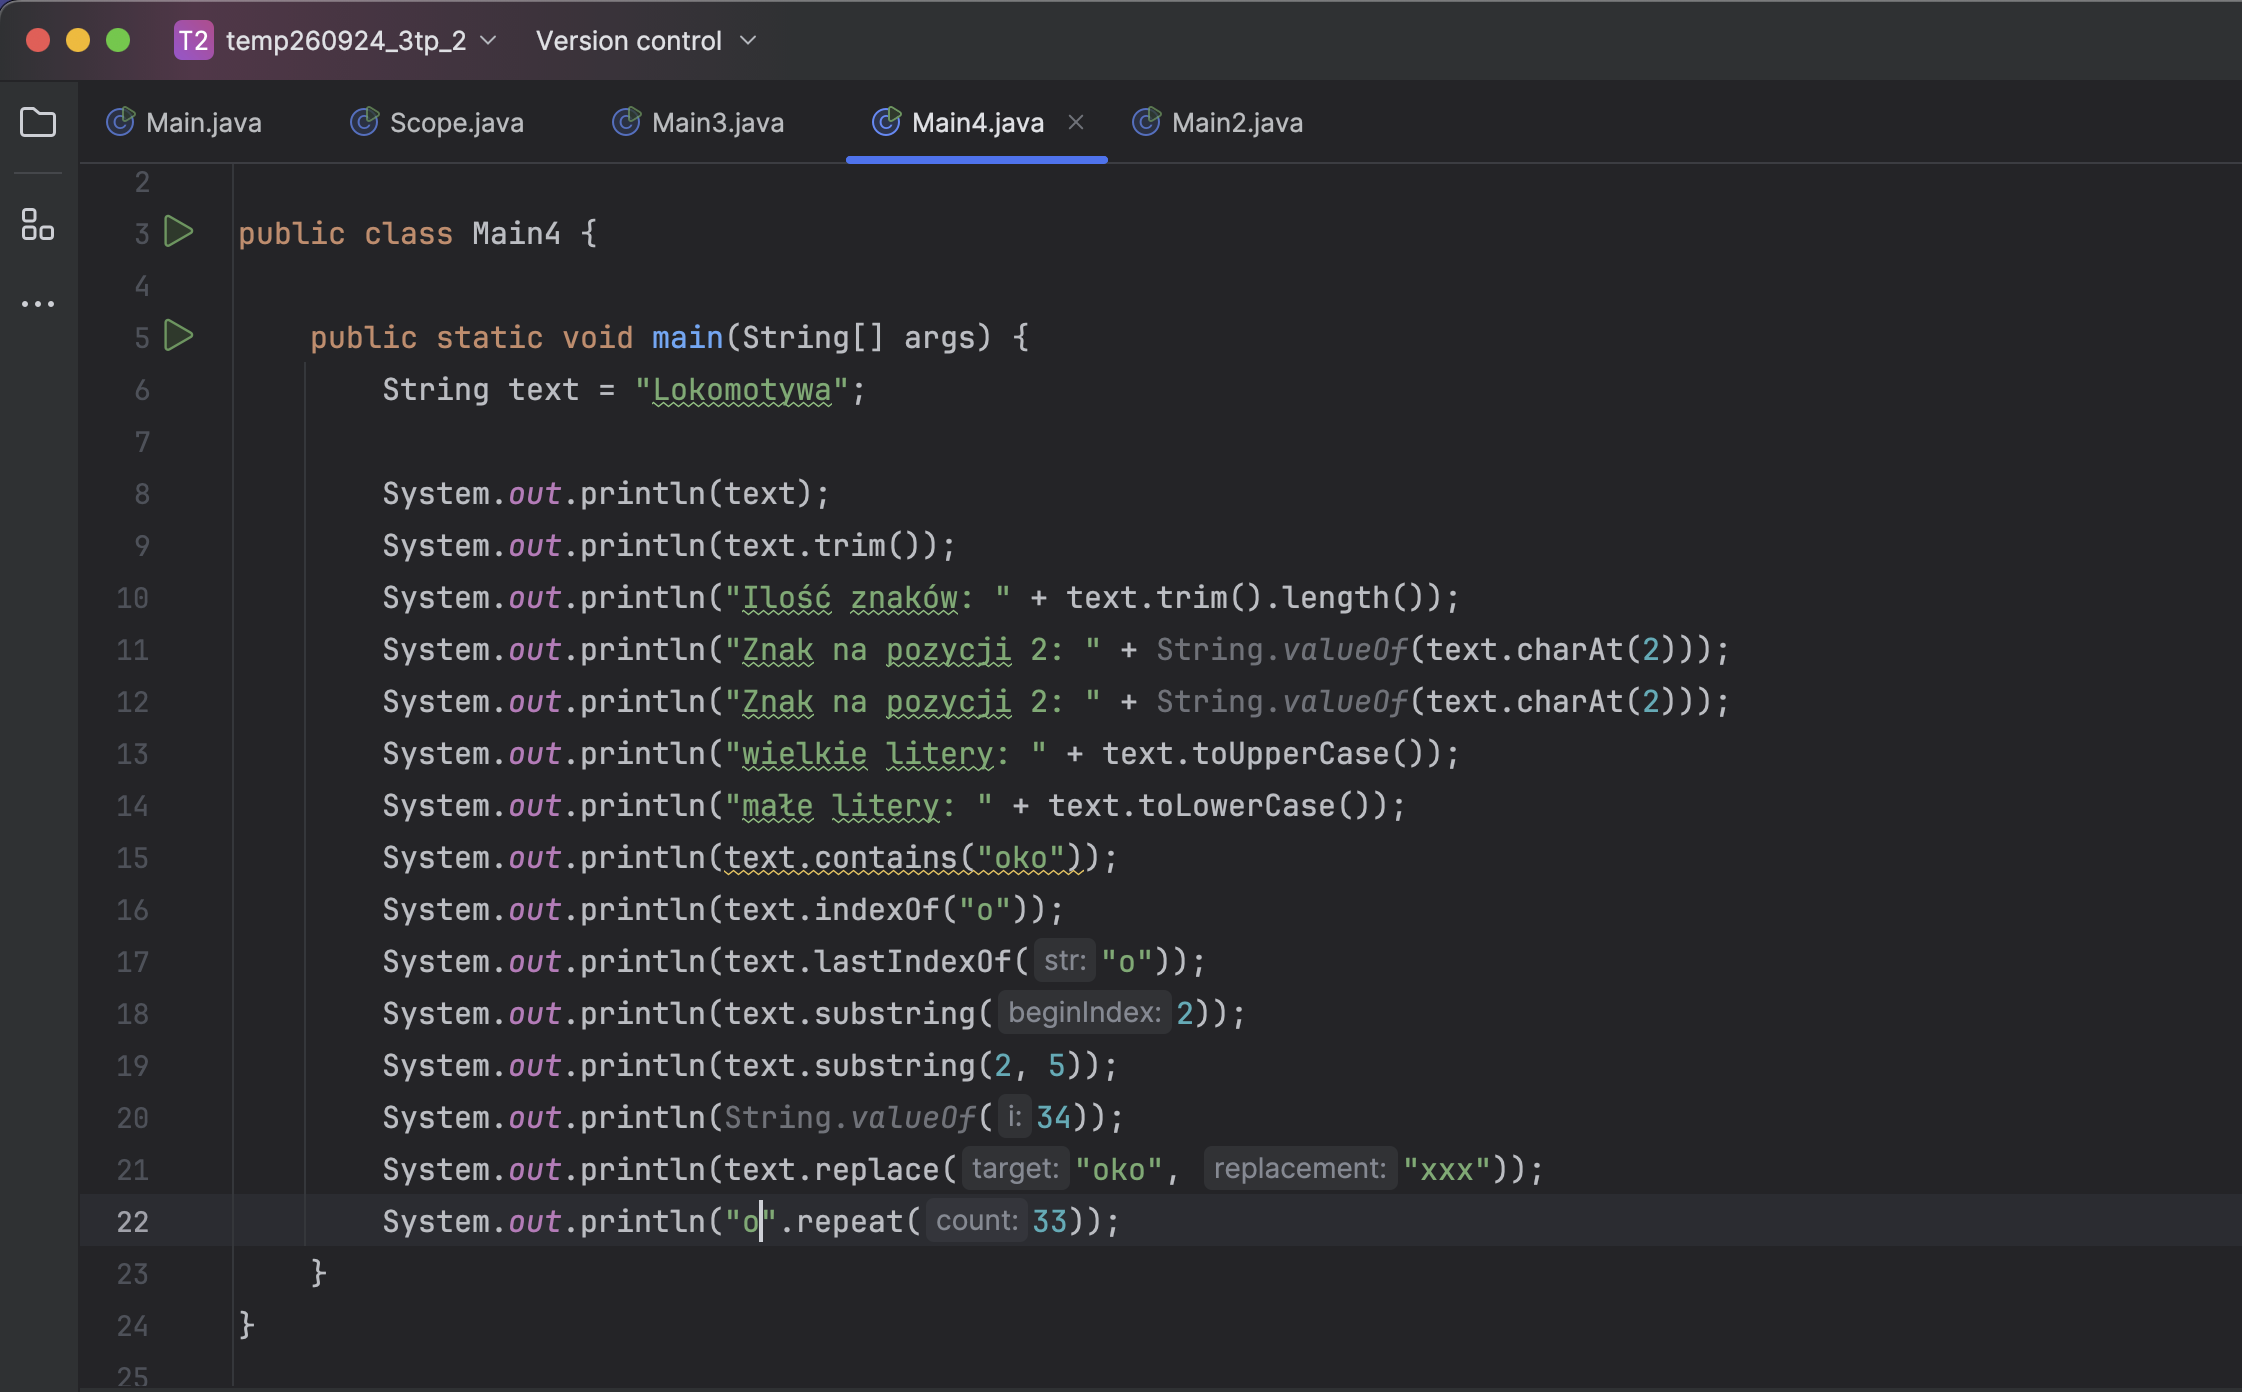 T2 temp260924_3tp_2 Version control
Main.java Scope.java Main3.java Main4.java Main2.java
2
3 public class Main4 {
4
5 public static void main(String[] args) {
6 String text = "Lokomotywa";
7
8 System.out.println(text);
9 System.out.println(text.trim());
10 System.out.println("Ilość znaków: " + text.trim().length());
11 System.out.println("Znak na pozycji 2: " + String.valueOf(text.charAt(2)));
12 System.out.println("Znak na pozycji 2: " + String.valueOf(text.charAt(2)));
13 System.out.println("wielkie litery: " + text.toUpperCase());
14 System.out.println("małe litery: " + text.toLowerCase());
15 System.out.println(text.contains("oko"));
16 System.out.println(text.indexOf("o"));
17 System.out.println(text.lastIndexOf( str: "o"));
18 System.out.println(text.substring( beginIndex: 2));
19 System.out.println(text.substring(2, 5));
20 System.out.println(String.valueOf( i: 34));
21 System.out.println(text.replace( target: "oko", replacement: "xxx"));
22 System.out.println("o".repeat( count: 33));
23 }
24 }
25